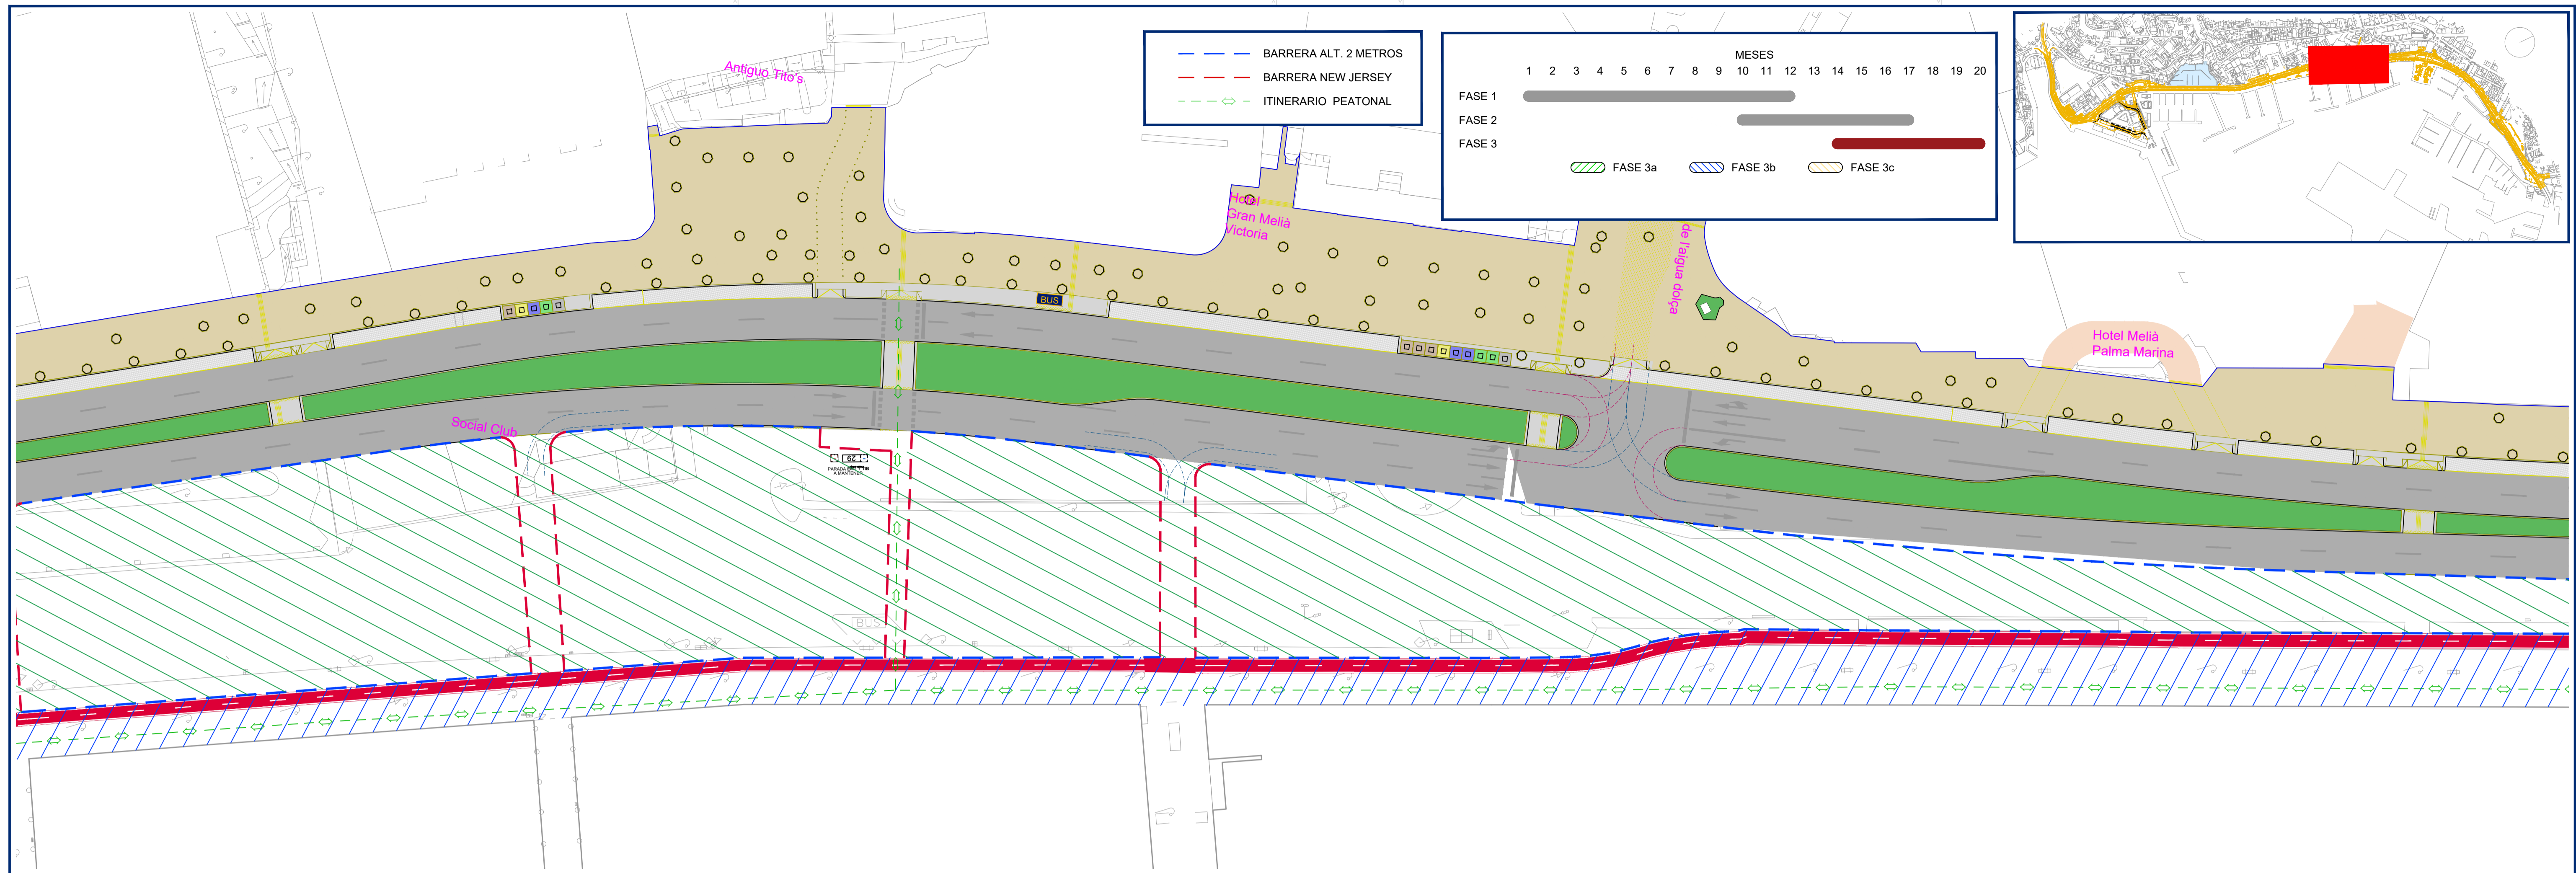 Antiguo Tito's
BARRERA ALT. 2 METROS
BARRERA NEW JERSEY
ITINERARIO PEATONAL
MESES
1 2 3 4 5 6 7 8 9 10 11 12 13 14 15 16 17 18 19 20
FASE 1
FASE 2
FASE 3
FASE 3a
FASE 3b
FASE 3c
Hotel
Gran Melià
Victoria
de l'aigua dolça
BUS
Hotel Melià
Palma Marina
Social Club
PARADA
A MANTENER
BUS